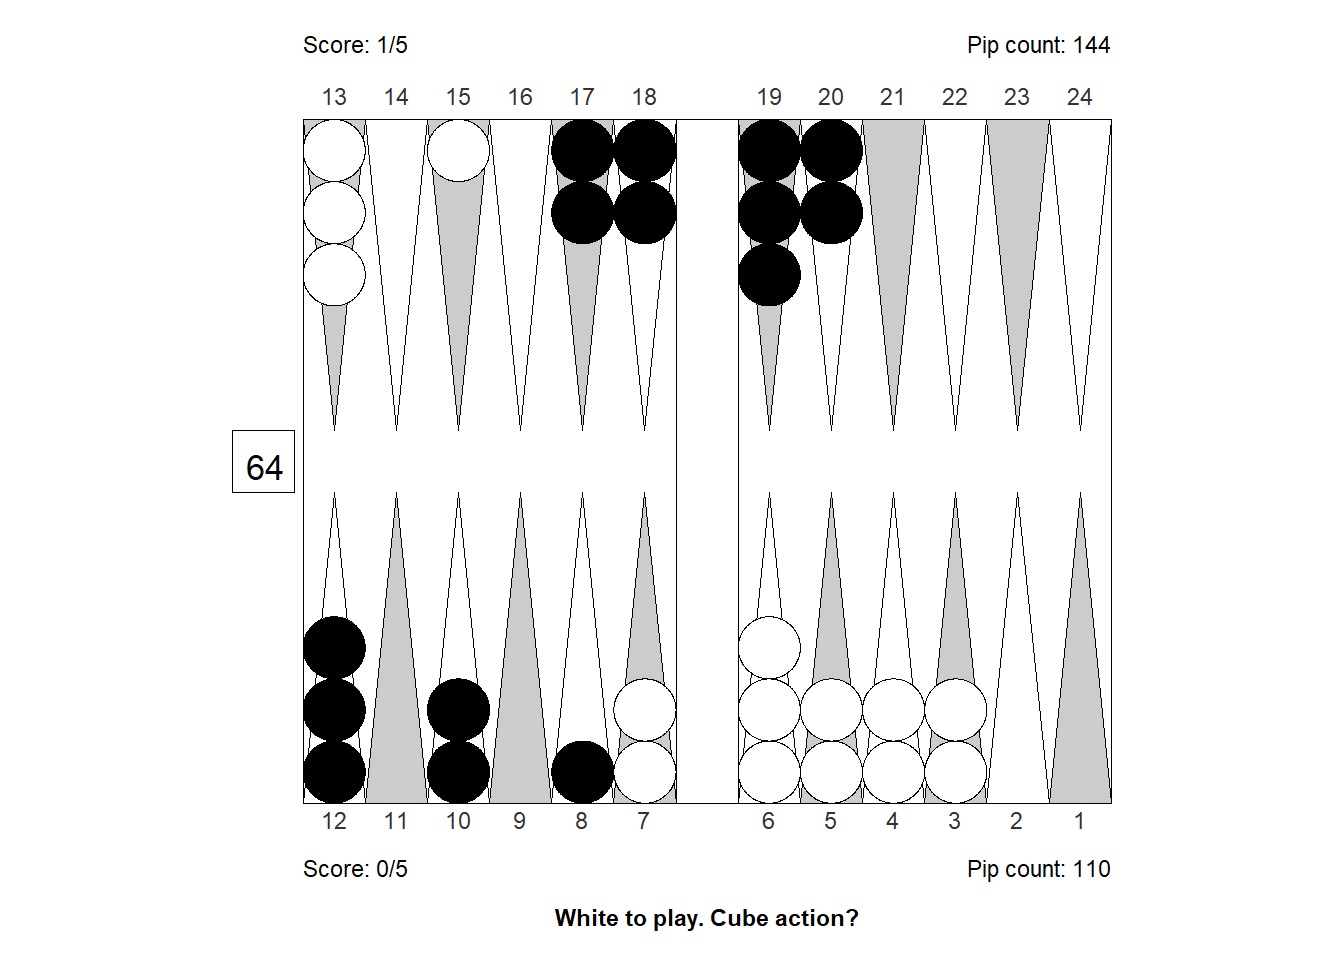 Score: 1/5 Pip count: 144
13 14 15 16 17 18 19 20 21 22 23 24
64
12 11 10 9 8 7 6 5 4 3 2 1
Score: 0/5 Pip count: 110
White to play. Cube action?